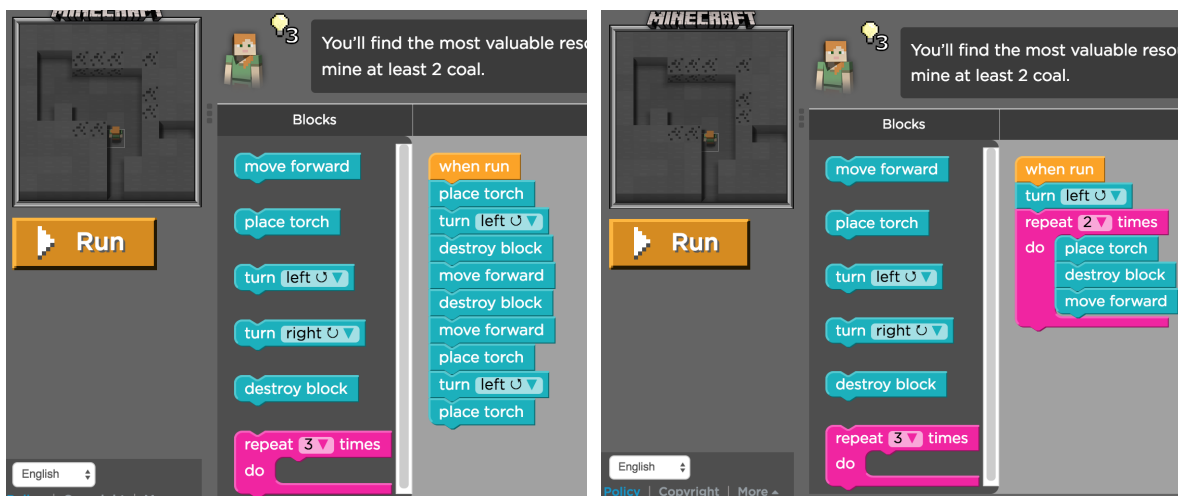 MINECRAFT
3
You'll find the most valuable
mine at least 2 coal.
Blocks
move forward
place torch
turn left
turn right
destroy block
repeat 3 times
do
when run
place torch
turn left
destroy block
move forward
destroy block
move forward
place torch
turn left
place torch
Run
English
MINECRAFT
3
You'll find the most valuable
mine at least 2 coal.
Blocks
move forward
place torch
turn left
turn right
destroy block
repeat 3 times
do
when run
turn left
repeat 2 times
do place torch
destroy block
move forward
Run
English
Policy | Copyright | More